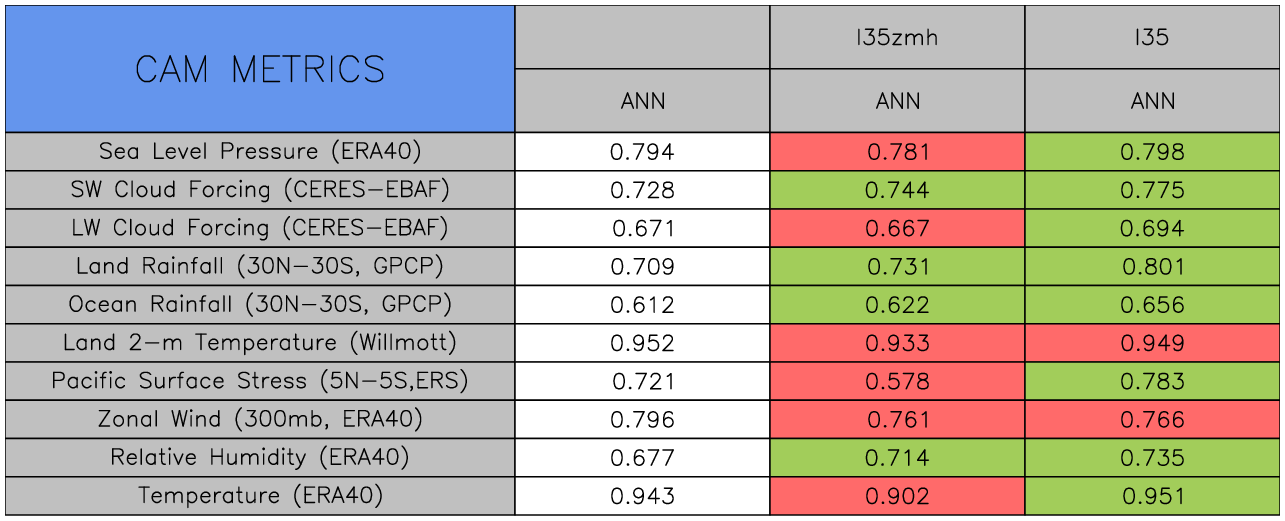 CAM METRICS I35zmh I35
ANN ANN ANN
Sea Level Pressure (ERA40) 0.794 0.781 0.798
SW Cloud Forcing (CERES-EBAF) 0.728 0.744 0.775
LW Cloud Forcing (CERES-EBAF) 0.671 0.667 0.694
Land Rainfall (30N-30S, GPCP) 0.709 0.731 0.801
Ocean Rainfall (30N-30S, GPCP) 0.612 0.622 0.656
Land 2-m Temperature (Willmott) 0.952 0.933 0.949
Pacific Surface Stress (5N-5S,ERS) 0.721 0.578 0.783
Zonal Wind (300mb, ERA40) 0.796 0.761 0.766
Relative Humidity (ERA40) 0.677 0.714 0.735
Temperature (ERA40) 0.943 0.902 0.951